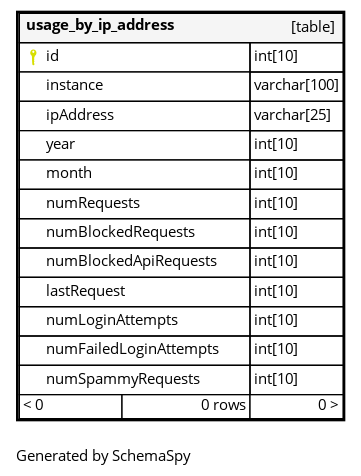 usage_by_ip_address [table]
id int[10]
instance varchar[100]
ipAddress varchar[25]
year int[10]
month int[10]
numRequests int[10]
numBlockedRequests int[10]
numBlockedApiRequests int[10]
lastRequest int[10]
numLoginAttempts int[10]
numFailedLoginAttempts int[10]
numSpammyRequests int[10]
< 0 0 rows 0 >
Generated by SchemaSpy